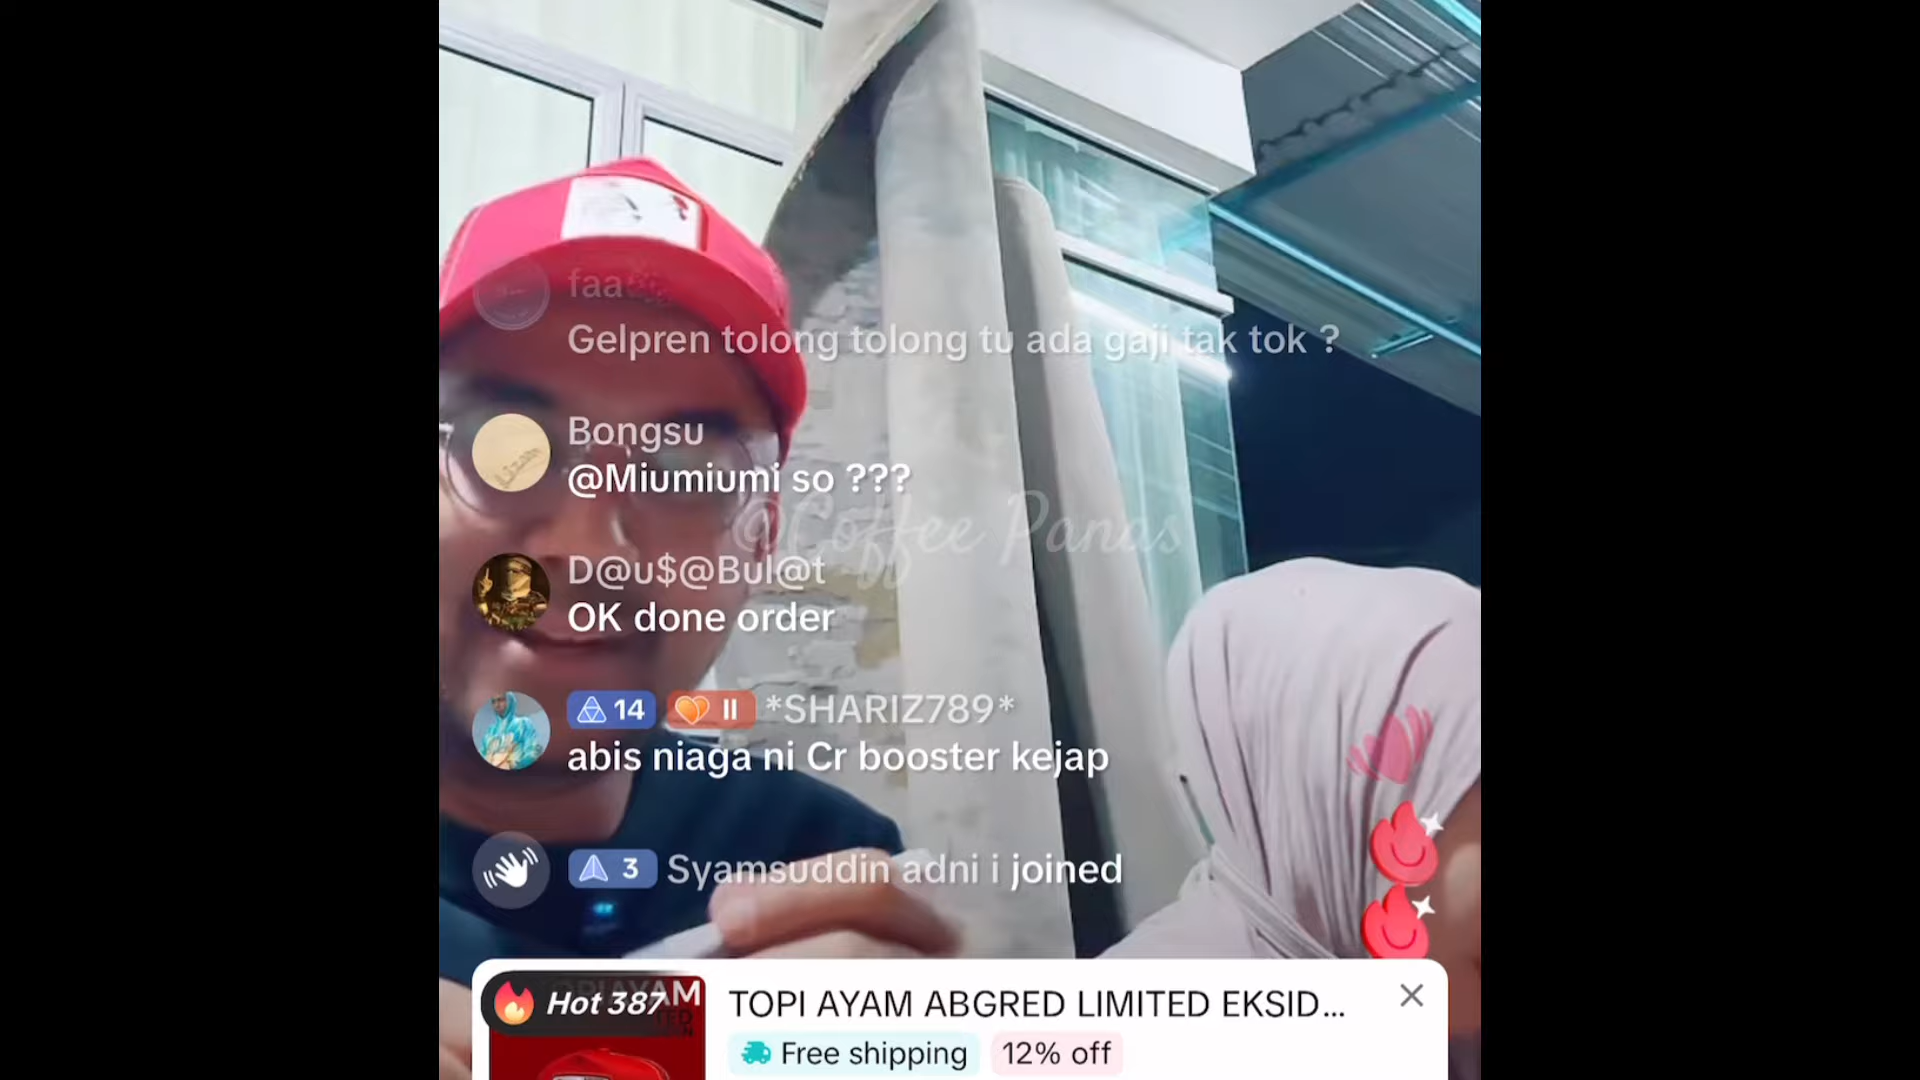 faa
Gelpren tolong tolong tu ada gaji tak tok ?
Bongsu
@Miumiumi so ???
@Coffee Panas
D@u$@Bul@t
OK done order
14 II *SHARIZ789*
abis niaga ni Cr booster kejap
3 Syamsuddin adni i joined
Hot 387
TOPI AYAM ABGRED LIMITED EKSID...
Free shipping 12% off